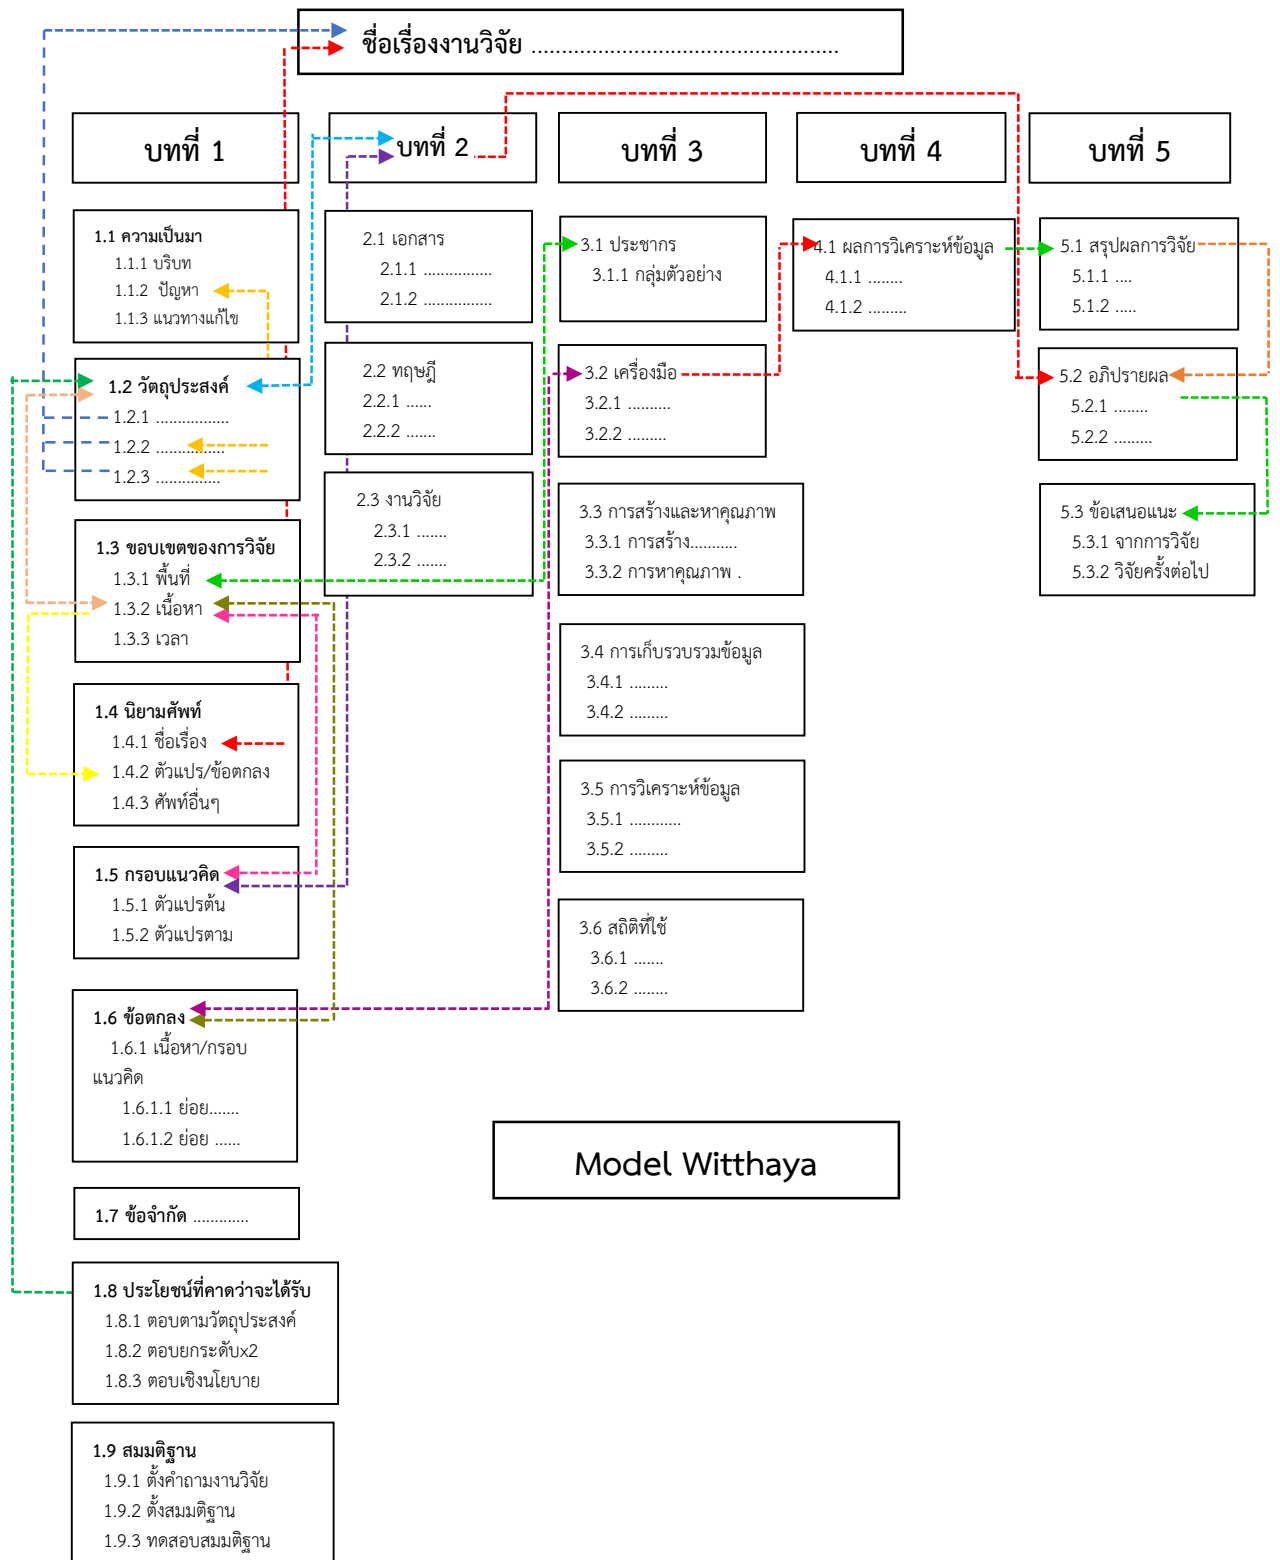 ชื่อเรื่องงานวิจัย ..................................................
บทที่ 1
บทที่ 2
บทที่ 3
บทที่ 4
บทที่ 5
1.1 ความเป็นมา
1.1.1 บริบท
1.1.2 ปัญหา
1.1.3 แนวทางแก้ไข
1.2 วัตถุประสงค์
1.2.1 .................
1.2.2 ................
1.2.3 ...............
1.3 ขอบเขตของการวิจัย
1.3.1 พื้นที่
1.3.2 เนื้อหา
1.3.3 เวลา
1.4 นิยามศัพท์
1.4.1 ชื่อเรื่อง
1.4.2 ตัวแปร/ข้อตกลง
1.4.3 ศัพท์อื่นๆ
1.5 กรอบแนวคิด
1.5.1 ตัวแปรต้น
1.5.2 ตัวแปรตาม
1.6 ข้อตกลง
1.6.1 เนื้อหา/กรอบ
แนวคิด
1.6.1.1 ย่อย.......
1.6.1.2 ย่อย ......
1.7 ข้อจำกัด .............
1.8 ประโยชน์ที่คาดว่าจะได้รับ
1.8.1 ตอบตามวัตถุประสงค์
1.8.2 ตอบยกระดับx2
1.8.3 ตอบเชิงนโยบาย
1.9 สมมติฐาน
1.9.1 ตั้งคำถามงานวิจัย
1.9.2 ตั้งสมมติฐาน
1.9.3 ทดสอบสมมติฐาน
2.1 เอกสาร
2.1.1 ................
2.1.2 ................
2.2 ทฤษฎี
2.2.1 ......
2.2.2 .......
2.3 งานวิจัย
2.3.1 .......
2.3.2 .......
3.1 ประชากร
3.1.1 กลุ่มตัวอย่าง
3.2 เครื่องมือ
3.2.1 ..........
3.2.2 .........
3.3 การสร้างและหาคุณภาพ
3.3.1 การสร้าง...........
3.3.2 การหาคุณภาพ .
3.4 การเก็บรวบรวมข้อมูล
3.4.1 .........
3.4.2 .........
3.5 การวิเคราะห์ข้อมูล
3.5.1 ............
3.5.2 .........
3.6 สถิติที่ใช้
3.6.1 .......
3.6.2 ........
4.1 ผลการวิเคราะห์ข้อมูล
4.1.1 ........
4.1.2 .........
5.1 สรุปผลการวิจัย
5.1.1 ....
5.1.2 .....
5.2 อภิปรายผล
5.2.1 ........
5.2.2 .........
5.3 ข้อเสนอแนะ
5.3.1 จากการวิจัย
5.3.2 วิจัยครั้งต่อไป
Model Witthaya